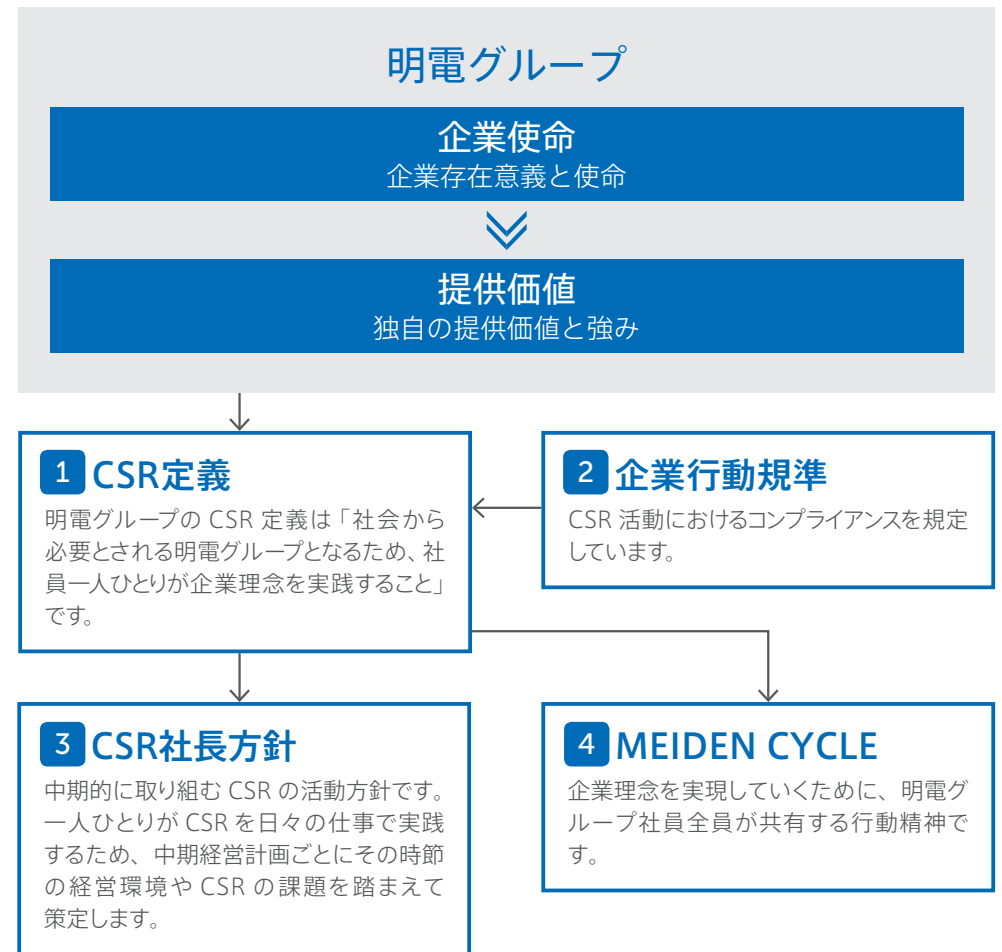 明電グループ
企業使命
企業存在意義と使命
提供価値
独自の提供価値と強み
1 CSR定義
明電グループの CSR 定義は「社会から
必要とされる明電グループとなるため、社
員一人ひとりが企業理念を実践すること」
です。
2 企業行動規準
CSR 活動におけるコンプライアンスを規定
しています。
3 CSR社長方針
中期的に取り組む CSR の活動方針です。
一人ひとりが CSR を日々の仕事で実践
するため、中期経営計画ごとにその時節
の経営環境や CSR の課題を踏まえて
策定します。
4 MEIDEN CYCLE
企業理念を実現していくために、明電グ
ループ社員全員が共有する行動精神で
す。